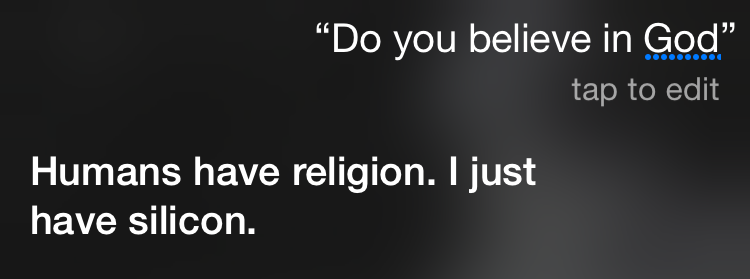 “Do you believe in God”
tap to edit
Humans have religion. I just
have silicon.